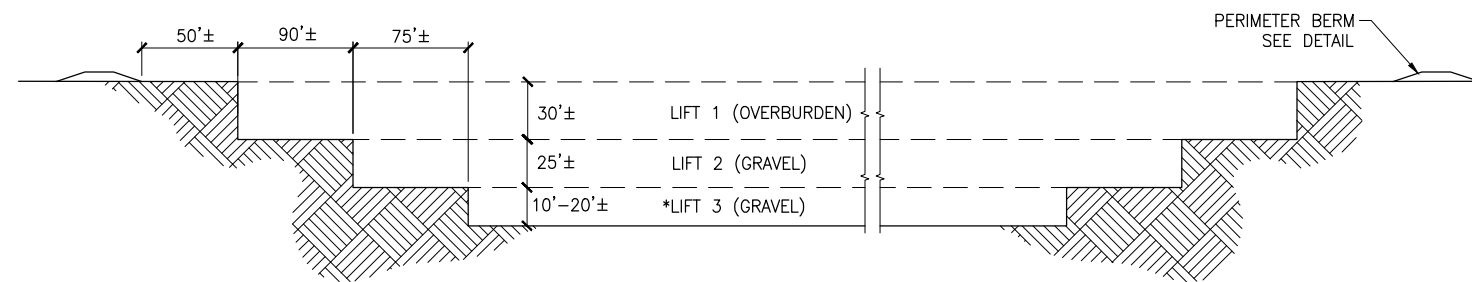 PERIMETER BERM
SEE DETAIL
50'±
90'±
75'±
30'±
LIFT 1 (OVERBURDEN)
25'±
LIFT 2 (GRAVEL)
10'-20'±
*LIFT 3 (GRAVEL)